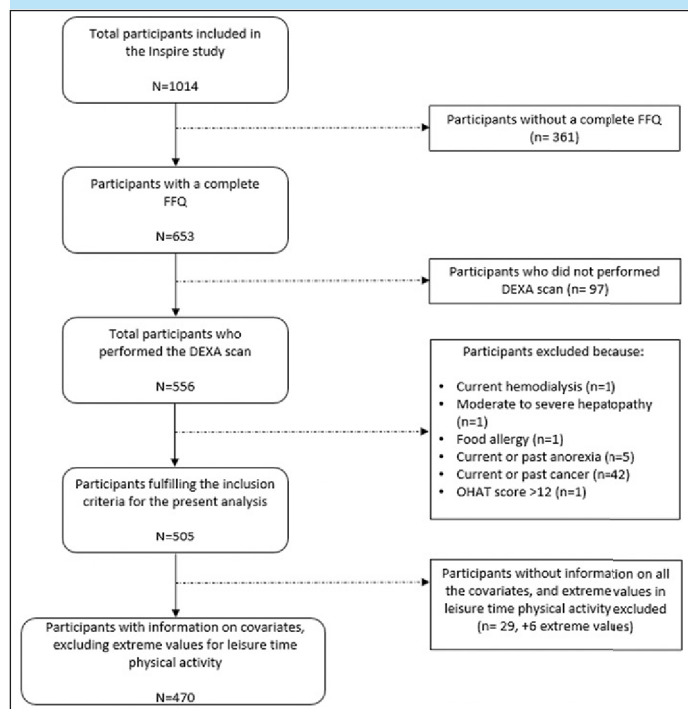 Total participants included in
the Inspire study
N=1014
Participants without a complete FFQ
(n= 361)
Participants with a complete
FFQ
N=653
Participants who did not performed
DEXA scan (n= 97)
Total participants who
performed the DEXA scan
N=556
Participants excluded because:
• Current hemodialysis (n=1)
• Moderate to severe hepatopathy
(n=1)
• Food allergy (n=1)
• Current or past anorexia (n=5)
• Current or past cancer (n=42)
• OHAT score >12 (n=1)
Participants fulfilling the inclusion
criteria for the present analysis
N=505
Participants without information on all
the covariates, and extreme values in
leisure time physical activity excluded
(n= 29, +6 extreme values)
Participants with information on covariates,
excluding extreme values for leisure time
physical activity
N=470